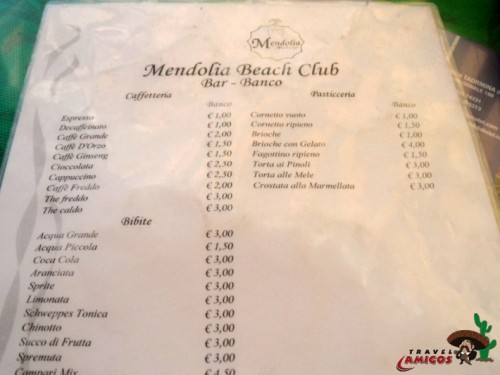 Mendolia
Mendolia Beach Club
Bar - Banco
Caffetteria
Banco
Espresso € 1,00
Decaffeinato € 1,00
Caffè Grande € 2,00
Caffè D'Orzo € 1,50
Caffè Ginseng € 1,50
Cioccolata € 2,50
Cappuccino € 2,50
Caffè Freddo € 2,00
The freddo € 3,00
The caldo € 3,00
Pasticceria
Banco
Cornetto vuoto € 1,00
Cornetto ripieno € 1,50
Brioche € 1,00
Brioche con Gelato € 4,00
Fagottino ripieno € 1,50
Torta ai Pinoli € 3,00
Torta alle Mele € 3,00
Crostata alla Marmellata € 3,00
Bibite
Acqua Grande € 3,00
Acqua Piccola € 1,50
Coca Cola € 3,00
Aranciata € 3,00
Sprite € 3,00
Limonata € 3,00
Schweppes Tonica € 3,00
Chinotto € 3,00
Succo di Frutta € 3,00
Spremuta € 3,00
Campari Mix € 4,50
TAORMINA
TRAVEL
AMIGOS